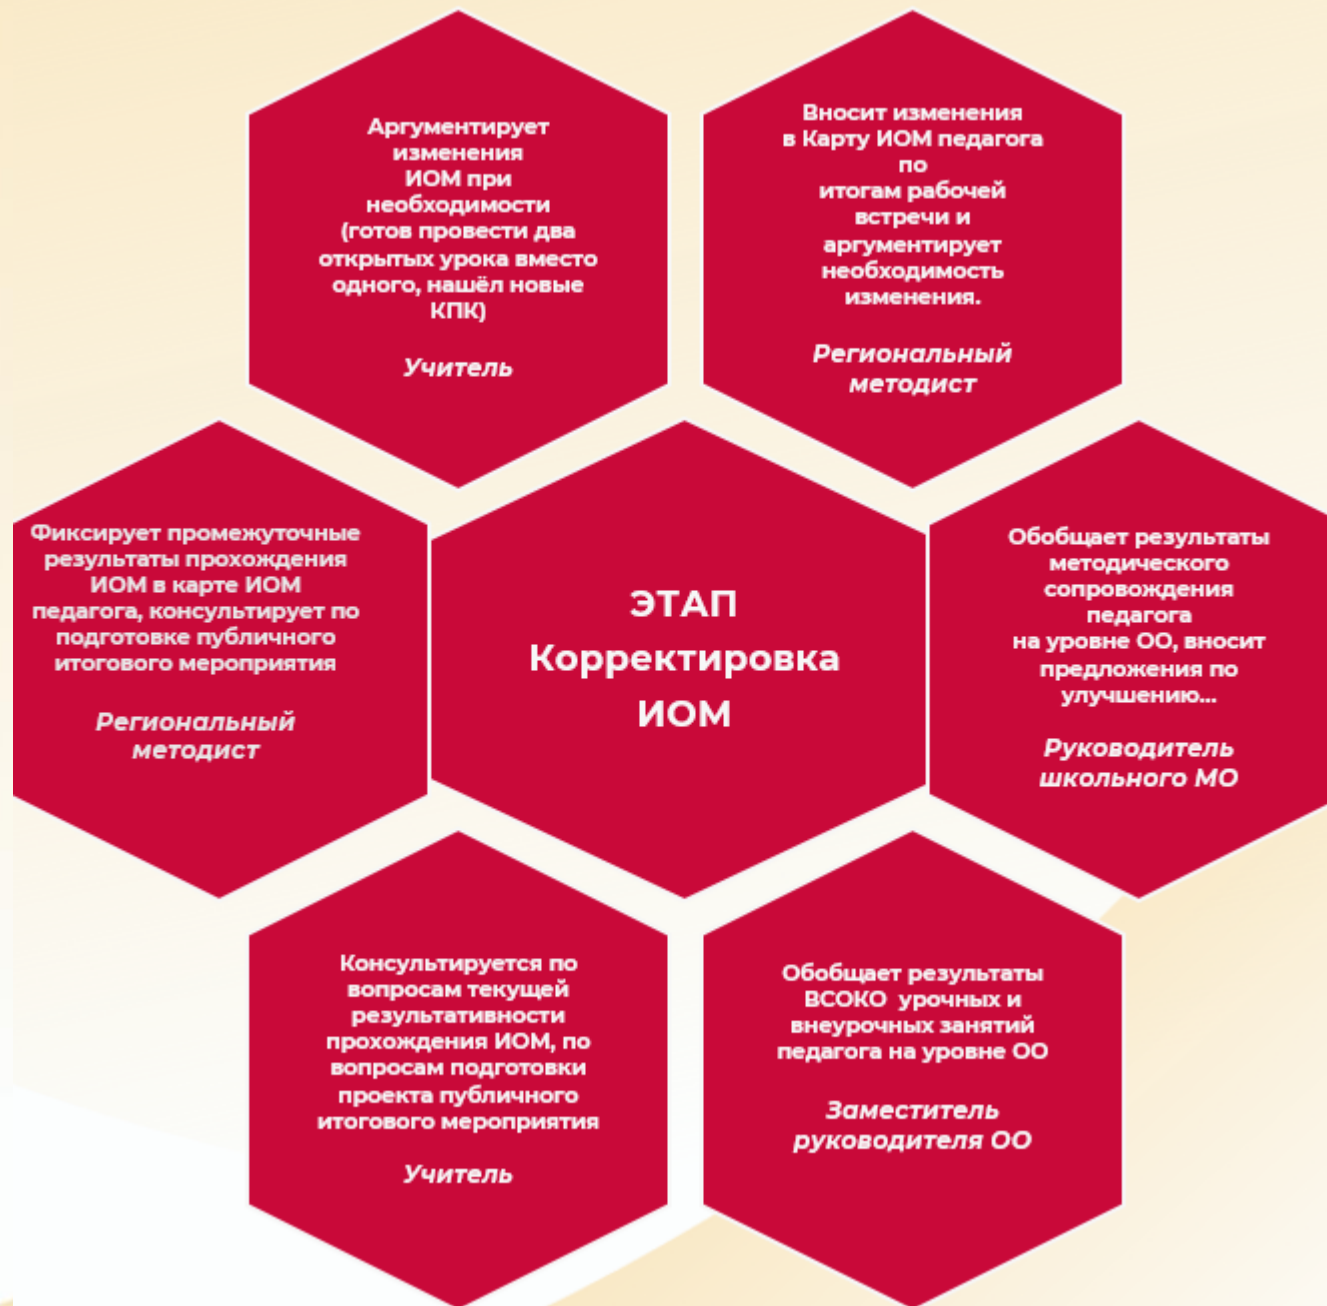 Аргументирует
изменения
ИОМ при
необходимости
(готов провести два
открытых урока вместо
одного, нашёл новые
КПК)
Учитель
Вносит изменения
в Карту ИОМ педагога
по
итогам рабочей
встречи и
аргументирует
необходимость
изменения.
Региональный
методист
Фиксирует промежуточные
результаты прохождения
ИОМ в карте ИОМ
педагога, консультирует по
подготовке публичного
итогового мероприятия
Региональный
методист
ЭТАП
Корректировка
ИОМ
Обобщает результаты
методического
сопровождения
педагога
на уровне ОО, вносит
предложения по
улучшению...
Руководитель
школьного МО
Консультируется по
вопросам текущей
результативности
прохождения ИОМ, по
вопросам подготовки
проекта публичного
итогового мероприятия
Учитель
Обобщает результаты
ВСОКО урочных и
внеурочных занятий
педагога на уровне ОО
Заместитель
руководителя ОО